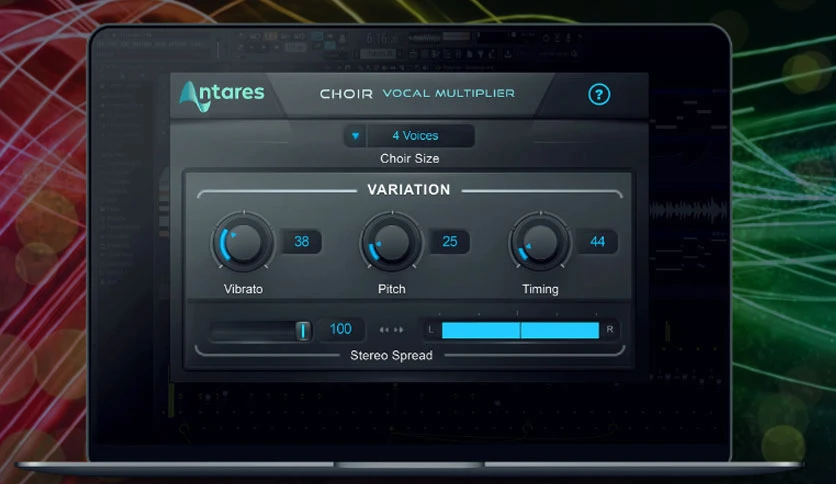 Antares CHOIR VOCAL MULTIPLIER ?
4 Voices
Choir Size
VARIATION
38 25 44
Vibrato Pitch Timing
100 L R
Stereo Spread